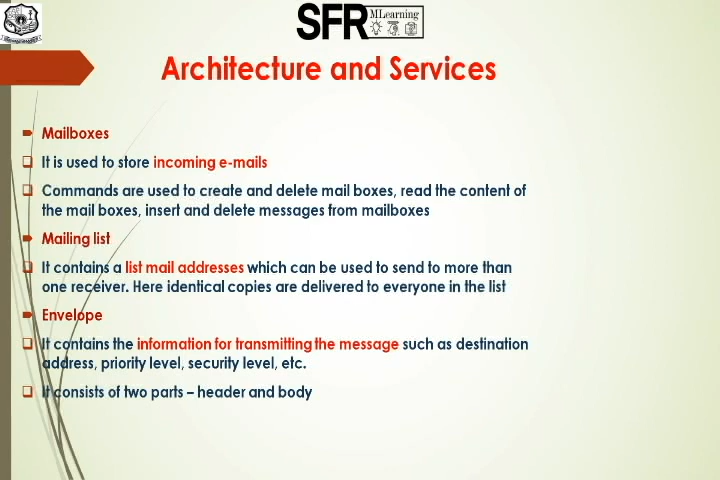 SFR MLearning
Architecture and Services
Mailboxes
It is used to store incoming e-mails
Commands are used to create and delete mail boxes, read the content of
the mail boxes, insert and delete messages from mailboxes
Mailing list
It contains a list mail addresses which can be used to send to more than
one receiver. Here identical copies are delivered to everyone in the list
Envelope
It contains the information for transmitting the message such as destination
address, priority level, security level, etc.
It consists of two parts – header and body